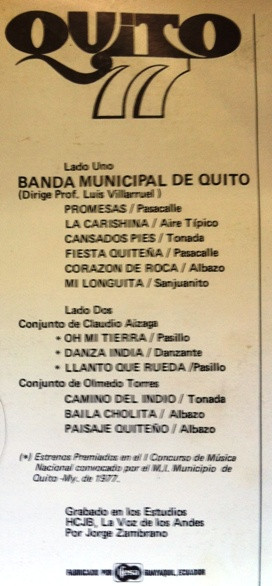 QUITO
77
Lado Uno
BANDA MUNICIPAL DE QUITO
(Dirige Prof. Luis Villarruel)
PROMESAS / Pasacalle
LA CARISHINA / Aire Típico
CANSADOS PIES / Tonada
FIESTA QUITEÑA / Pasacalle
CORAZON DE ROCA / Albazo
MI LONGUITA / Sanjuanito
Lado Dos
Conjunto de Claudio Aizaga
* OH MI TIERRA / Pasillo
* DANZA INDIA / Danzante
* LLANTO QUE RUEDA / Pasillo
Conjunto de Olmedo Torres
CAMINO DEL INDIO / Tonada
BAILA CHOLITA / Albazo
PAISAJE QUITEÑO / Albazo
(*) Estrenos Premiados en el II Concurso de Música
Nacional convocado por el M.I. Municipio de
Quito -My. de 1977.
Grabado en los Estudios
HCJB, La Voz de los Andes
Por Jorge Zambrano
FABRICADO POR GUAYAQUIL ECUADOR